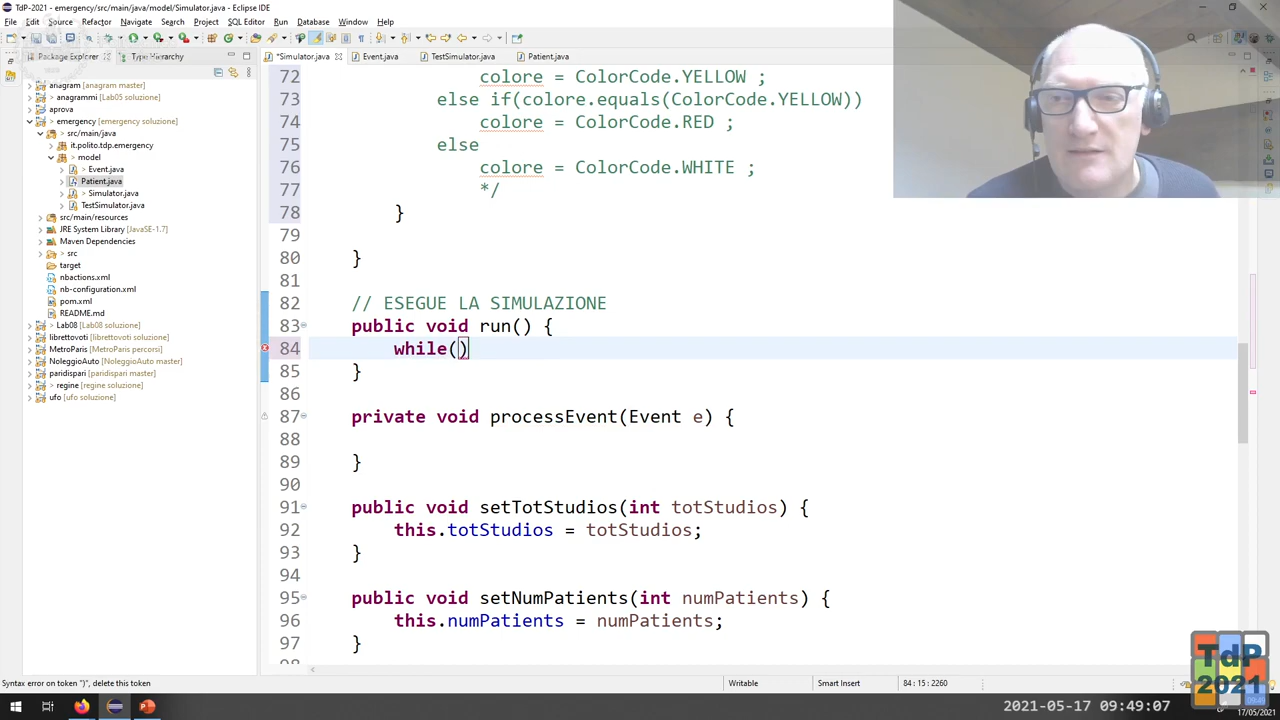 TdP-2021 - emergency/src/main/java/model/Simulator.java - Eclipse IDE
File Edit Source Refactor Navigate Search Project SQL Editor Run Database Window Help
Package Explorer Type Hierarchy
*Simulator.java Event.java TestSimulator.java Patient.java
anagram [anagram master]
anagrammi [Lab05 soluzione]
aprova
emergency [emergency soluzione]
src/main/java
it.polito.tdp.emergency
model
Event.java
Patient.java
Simulator.java
TestSimulator.java
src/main/resources
JRE System Library [JavaSE-1.7]
Maven Dependencies
src
target
nbactions.xml
nb-configuration.xml
pom.xml
README.md
Lab08 [Lab08 soluzione]
librettovoti [librettovoti soluzione]
MetroParis [MetroParis percorsi]
NoleggioAuto [NoleggioAuto master]
paridispari [paridispari master]
regine [regine soluzione]
ufo [ufo soluzione]
72 colore = ColorCode.YELLOW ;
73 else if(colore.equals(ColorCode.YELLOW))
74 colore = ColorCode.RED ;
75 else
76 colore = ColorCode.WHITE ;
77 */
78 }
79
80 }
81
82 // ESEGUE LA SIMULAZIONE
83 public void run() {
84 while()
85 }
86
87 private void processEvent(Event e) {
88
89 }
90
91 public void setTotStudios(int totStudios) {
92 this.totStudios = totStudios;
93 }
94
95 public void setNumPatients(int numPatients) {
96 this.numPatients = numPatients;
97 }
Syntax error on token "}", delete this token
Writable Smart Insert 84 : 15 : 2260
TdP
2021
2021-05-17 09:49:07
09:49
17/05/2021